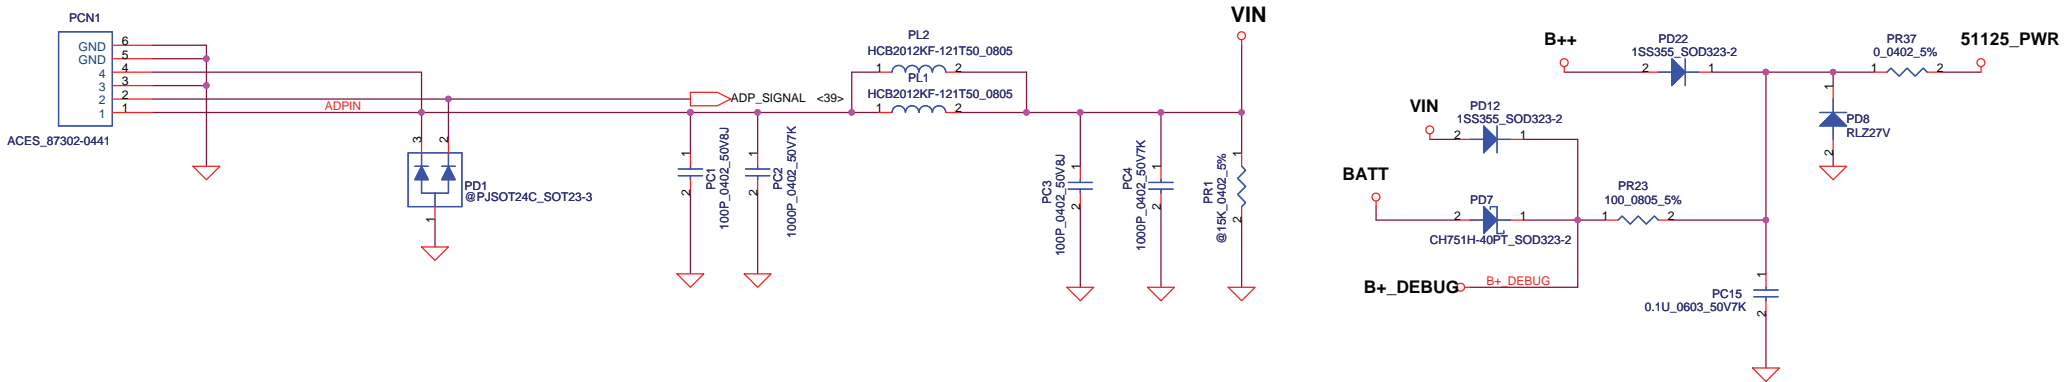 PCN1
GND 6
GND 5
4 4
3 3
2 2
1 1
ACES_87302-0441
ADPIN
3 2
PD1
@PJSOT24C_SOT23-3
1
ADP_SIGNAL <39>
PL2
HCB2012KF-121T50_0805
1 2
PL1
HCB2012KF-121T50_0805
1 2
1
PC1
100P_0402_50V8J
2
1
PC2
1000P_0402_50V7K
2
VIN
1
PC3
100P_0402_50V8J
2
1
PC4
1000P_0402_50V7K
2
1
PR1
@15K_0402_5%
2
B++
PD22
1SS355_SOD323-2
2 1
PR37
0_0402_5%
1 2
51125_PWR
VIN
PD12
1SS355_SOD323-2
2 1
1
PD8
RLZ27V
2
BATT
PD7
2 1
CH751H-40PT_SOD323-2
PR23
100_0805_5%
1 2
B+_DEBUG
B+_DEBUG
1
PC15
0.1U_0603_50V7K
2